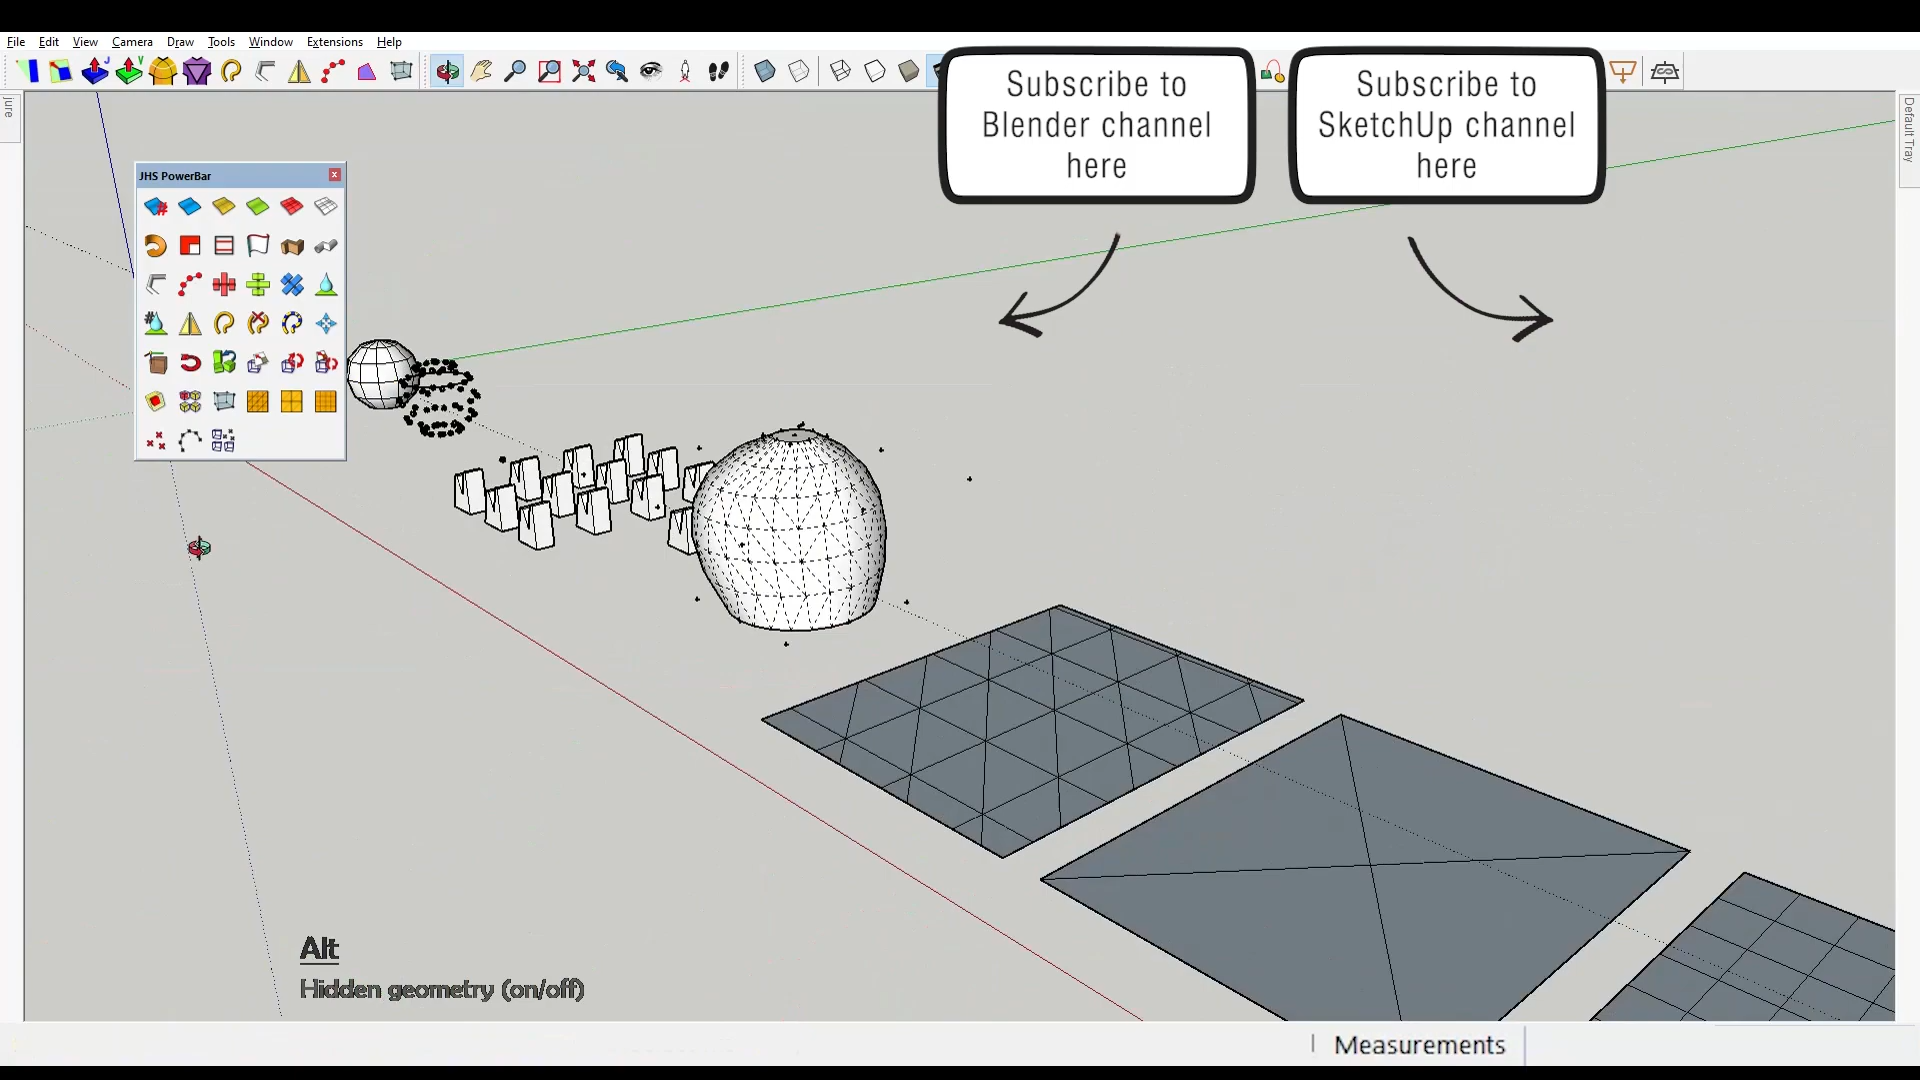 File Edit View Camera Draw Tools Window Extensions Help
jure
Default Tray
Subscribe to
Blender channel
here
Subscribe to
SketchUp channel
here
JHS PowerBar
Alt
Hidden geometry (on/off)
Measurements